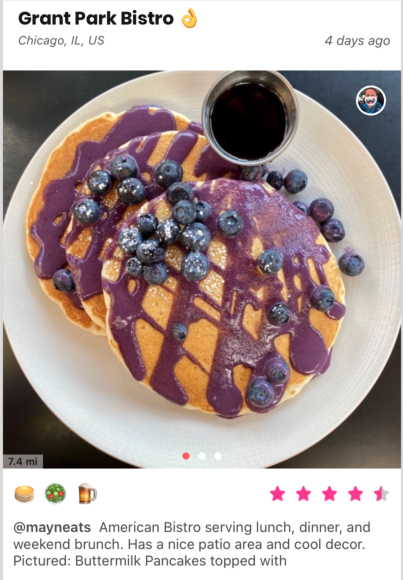 Grant Park Bistro 👌
Chicago, IL, US 4 days ago
7.4 mi
@mayneats American Bistro serving lunch, dinner, and
weekend brunch. Has a nice patio area and cool decor.
Pictured: Buttermilk Pancakes topped with